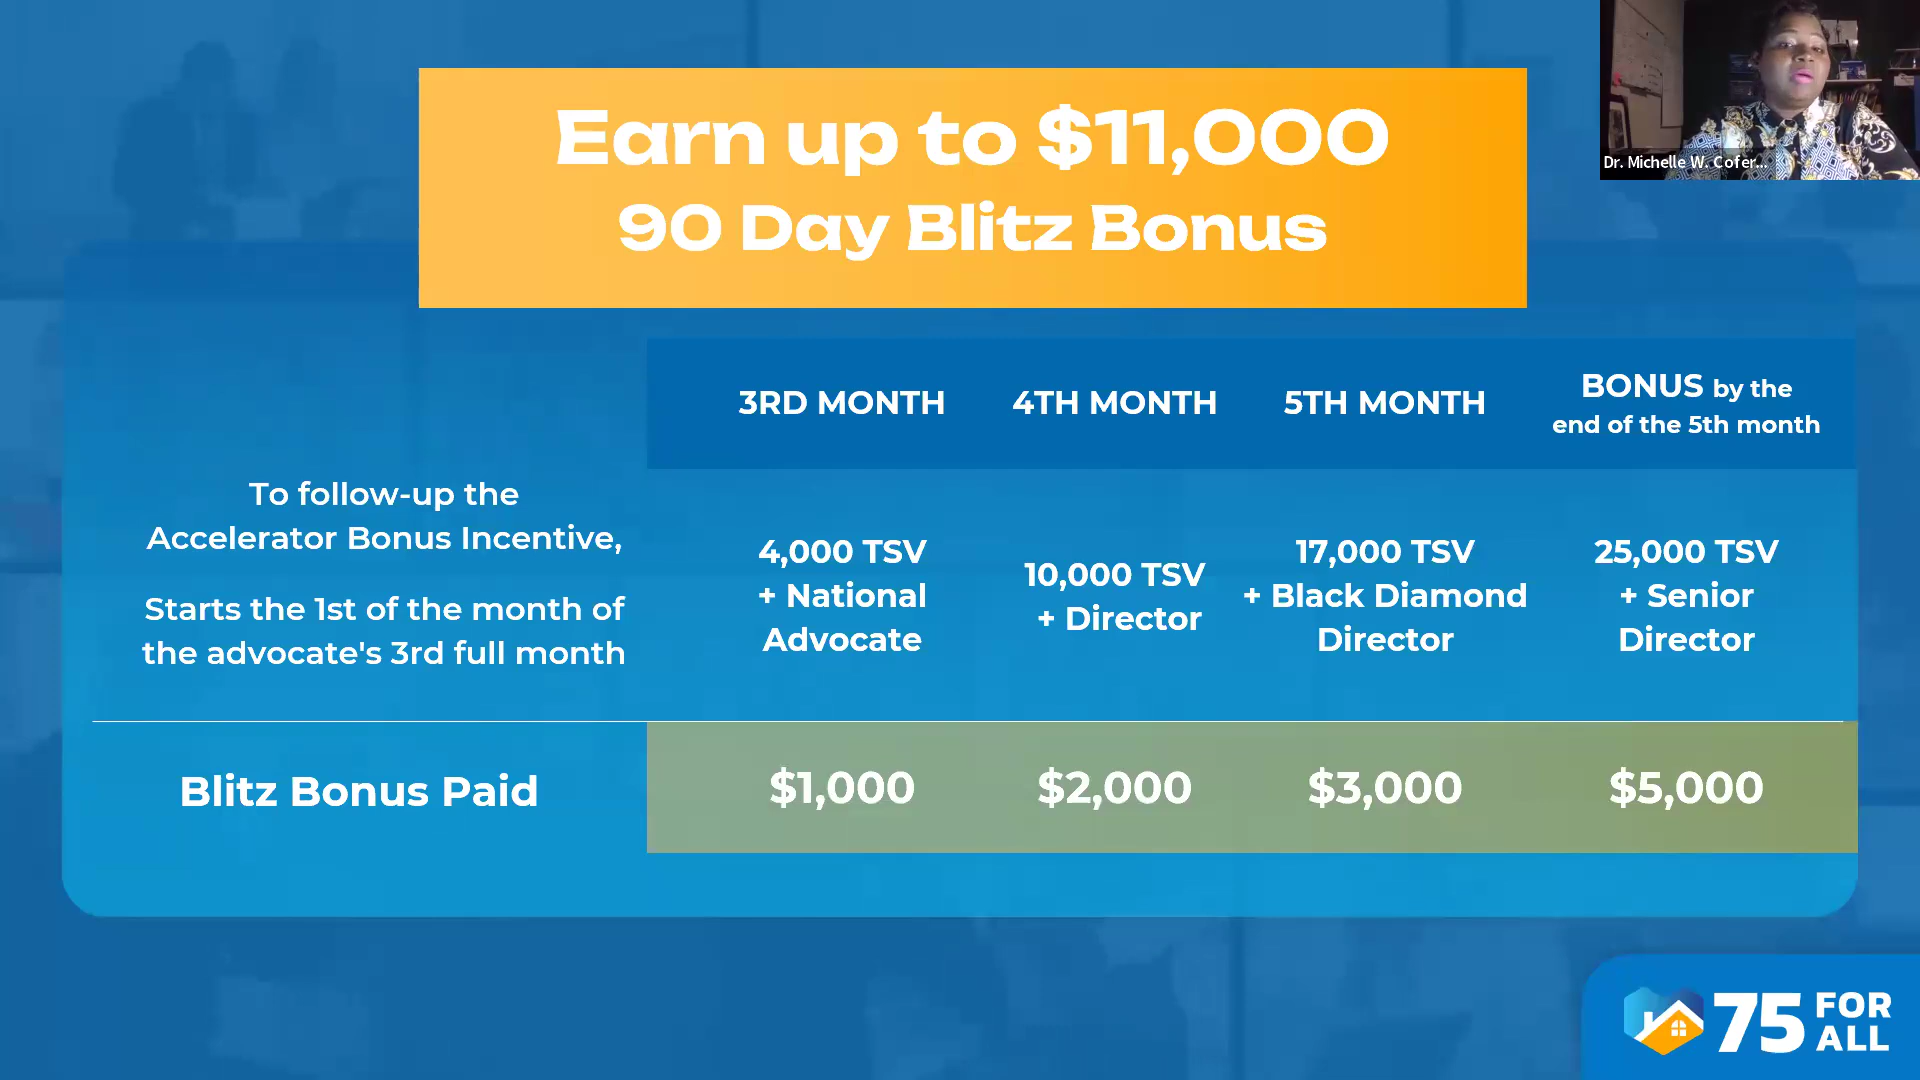 Earn up to $11,000
90 Day Blitz Bonus
Dr. Michelle W. Cofer...
3RD MONTH
4TH MONTH
5TH MONTH
BONUS by the
end of the 5th month
To follow-up the
Accelerator Bonus Incentive,
Starts the 1st of the month of
the advocate's 3rd full month
4,000 TSV
+ National
Advocate
10,000 TSV
+ Director
17,000 TSV
+ Black Diamond
Director
25,000 TSV
+ Senior
Director
Blitz Bonus Paid
$1,000
$2,000
$3,000
$5,000
75 FOR
ALL